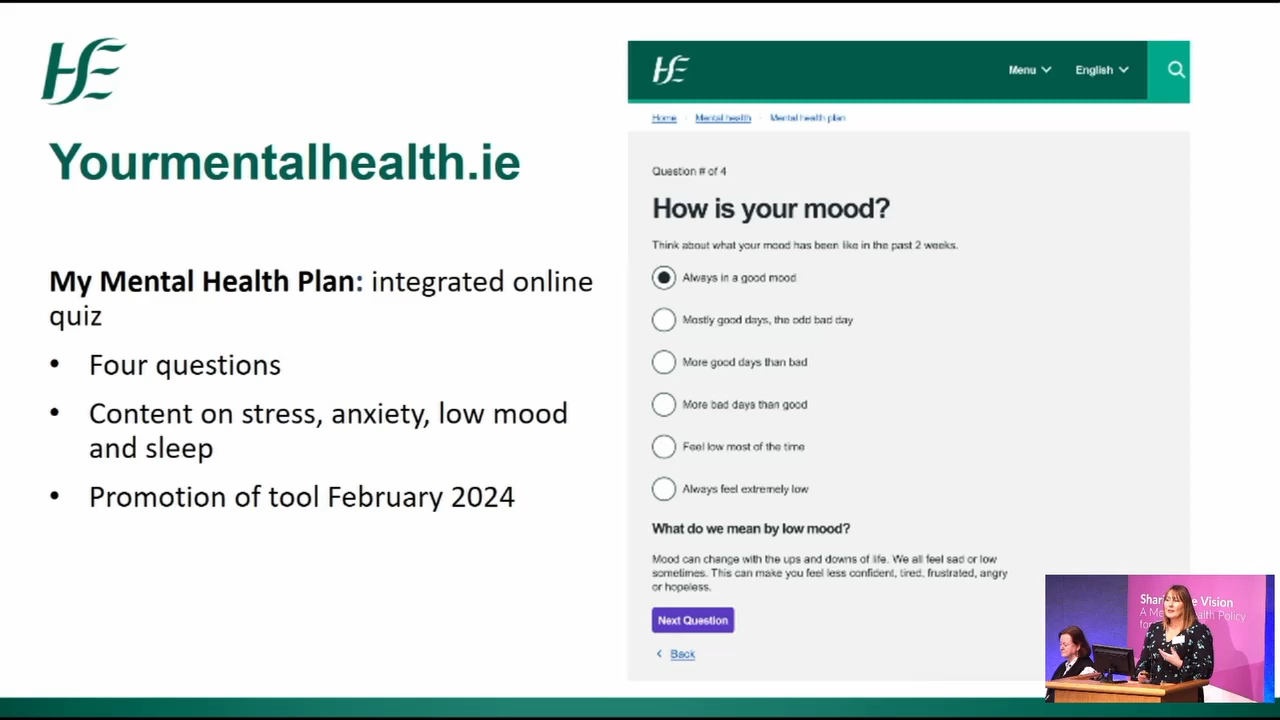 HSE
Yourmentalhealth.ie
My Mental Health Plan: integrated online
quiz
• Four questions
• Content on stress, anxiety, low mood
and sleep
• Promotion of tool February 2024
HSE
Menu
English
Home
Mental health
Mental health plan
Question # of 4
How is your mood?
Think about what your mood has been like in the past 2 weeks.
Always in a good mood
Mostly good days, the odd bad day
More good days than bad
More bad days than good
Feel low most of the time
Always feel extremely low
What do we mean by low mood?
Mood can change with the ups and downs of life. We all feel sad or low
sometimes. This can make you feel less confident, tired, frustrated, angry
or hopeless.
Next Question
< Back
Vision
Policy